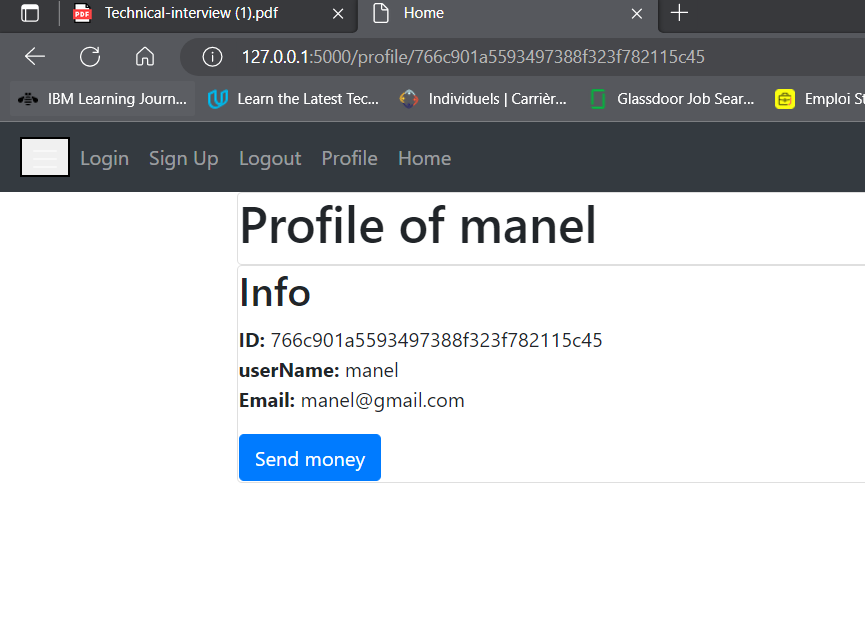 Technical-interview (1).pdf
Home
127.0.0.1:5000/profile/766c901a5593497388f323f782115c45
IBM Learning Journ...
Learn the Latest Tec...
Individuels | Carrièr...
Glassdoor Job Sear...
Emploi St
Login Sign Up Logout Profile Home
Profile of manel
Info
ID: 766c901a5593497388f323f782115c45
userName: manel
Email: manel@gmail.com
Send money